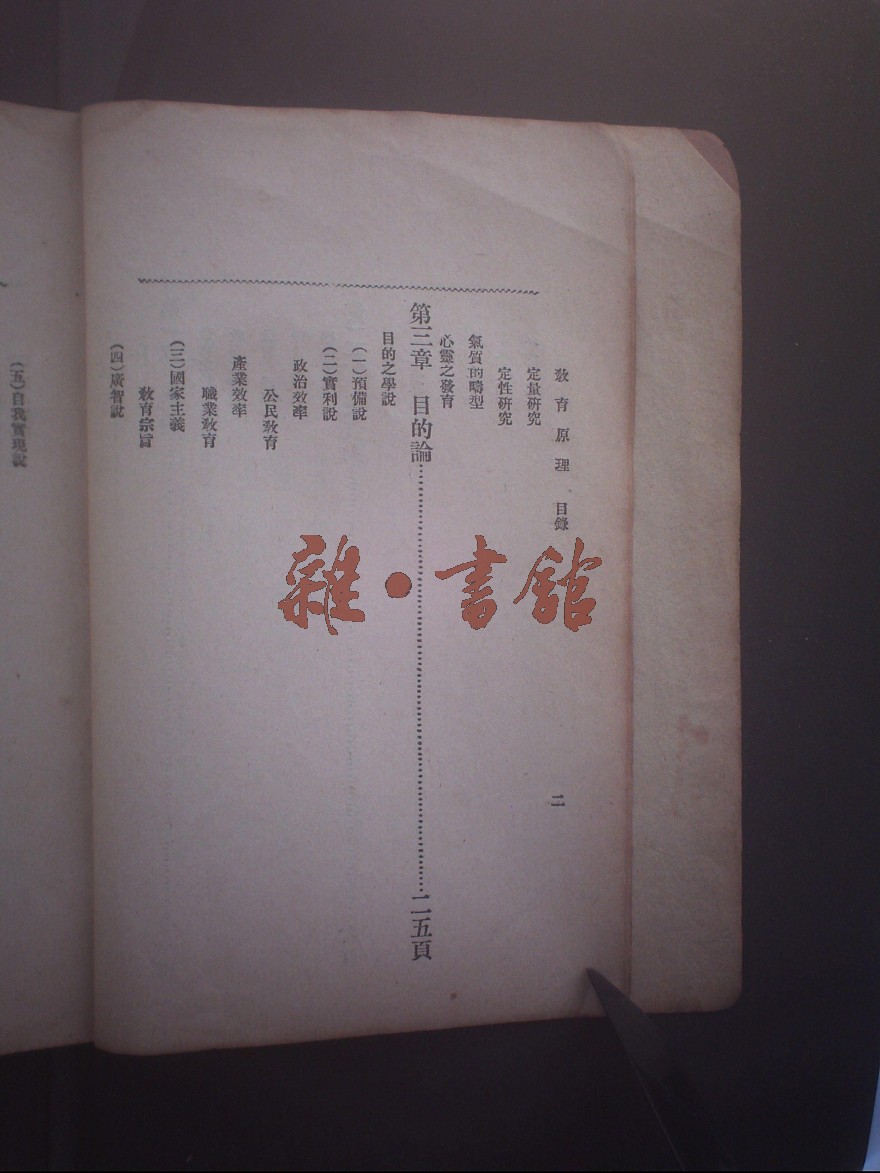 教育原理 目錄
二
定量研究
定性研究
氣質的疇型
心靈之發育
第三章 目的論……二五頁
目的之學說
（一）預備說
（二）實利說
政治效率
公民教育
產業效率
職業教育
（三）國家主義
教育宗旨
（四）廣智說
（五）自我實現說
雜·書館